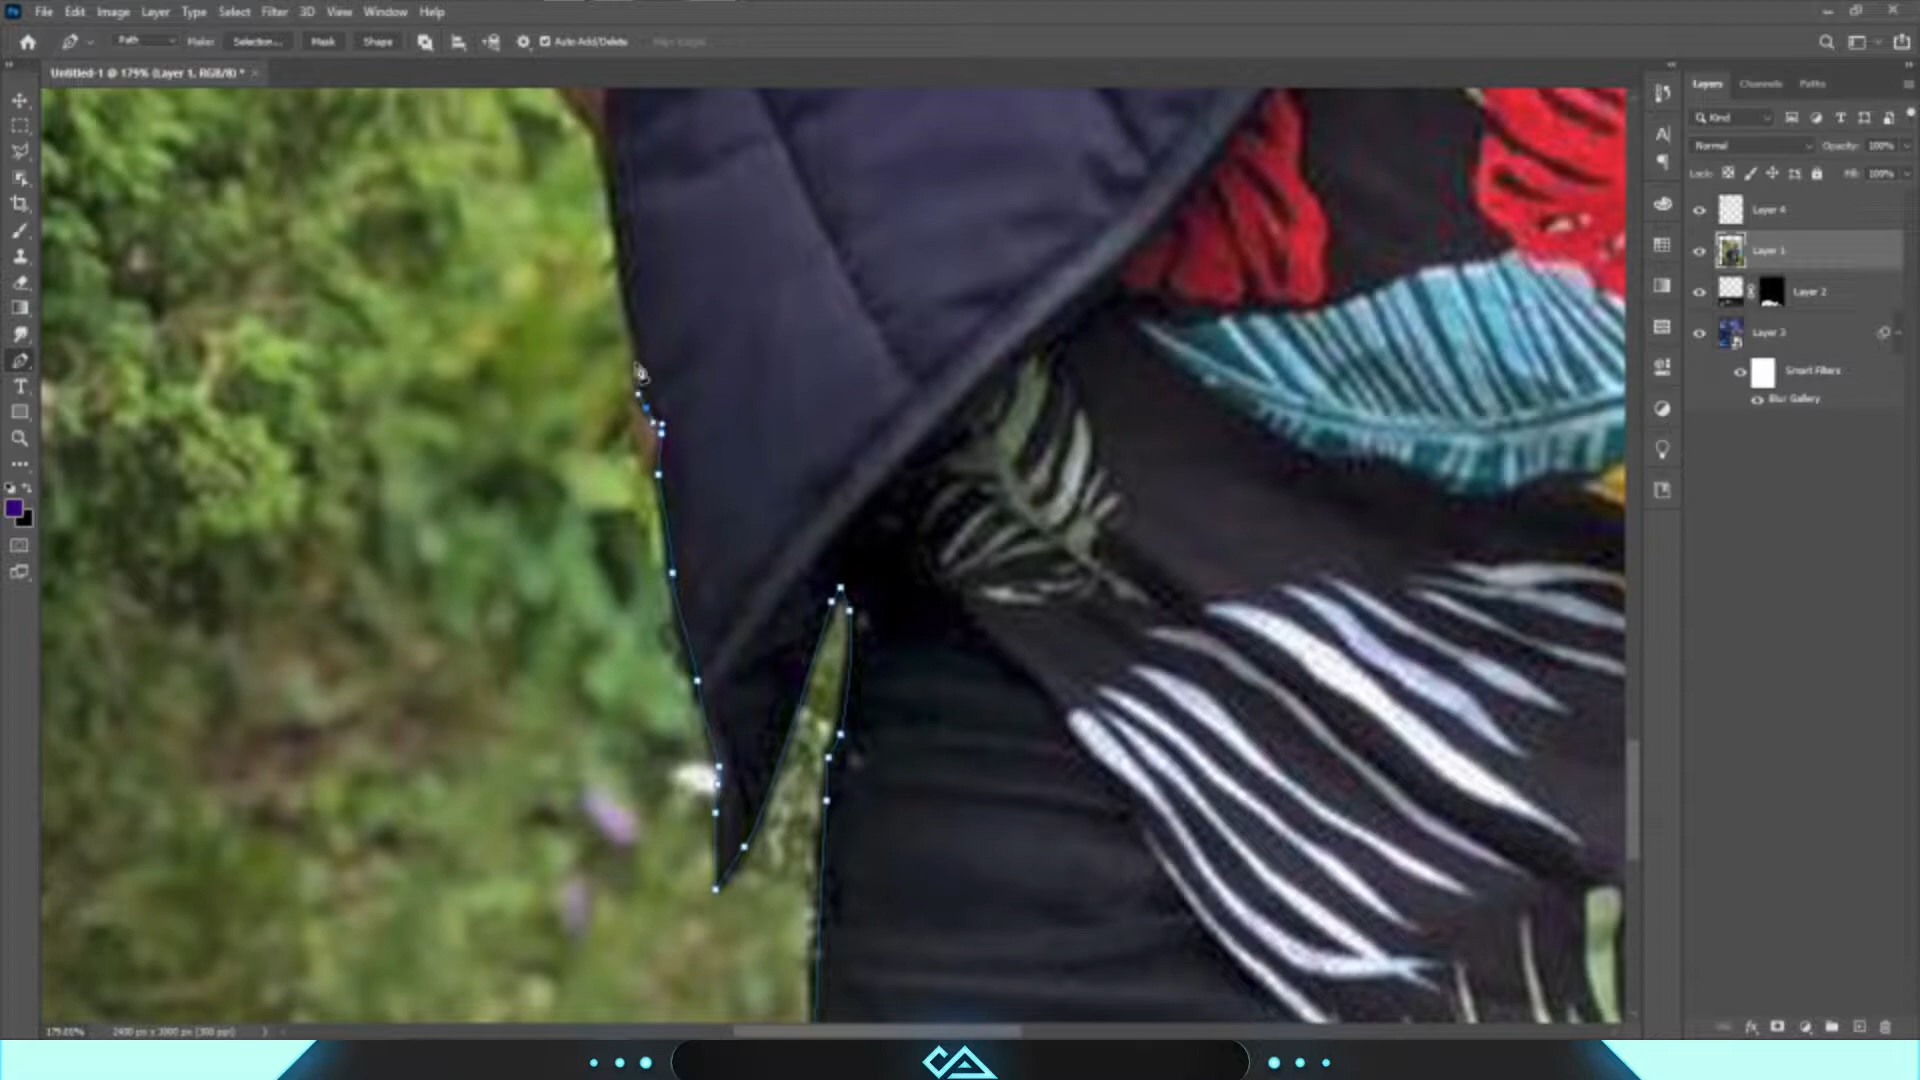 File Edit Image Layer Type Select Filter 3D View Window Help
Path Make: Selection... Mask Shape Auto Add/Delete
Untitled-1 @ 179% (Layer 1, RGB/8) *
Layers Channels Paths
Kind
Normal Opacity: 100%
Lock: Fill: 100%
Layer 4
Layer 1
Layer 2
Layer 3
Smart Filters
Blur Gallery
179.01% 2400 px x 3000 px (300 ppi)